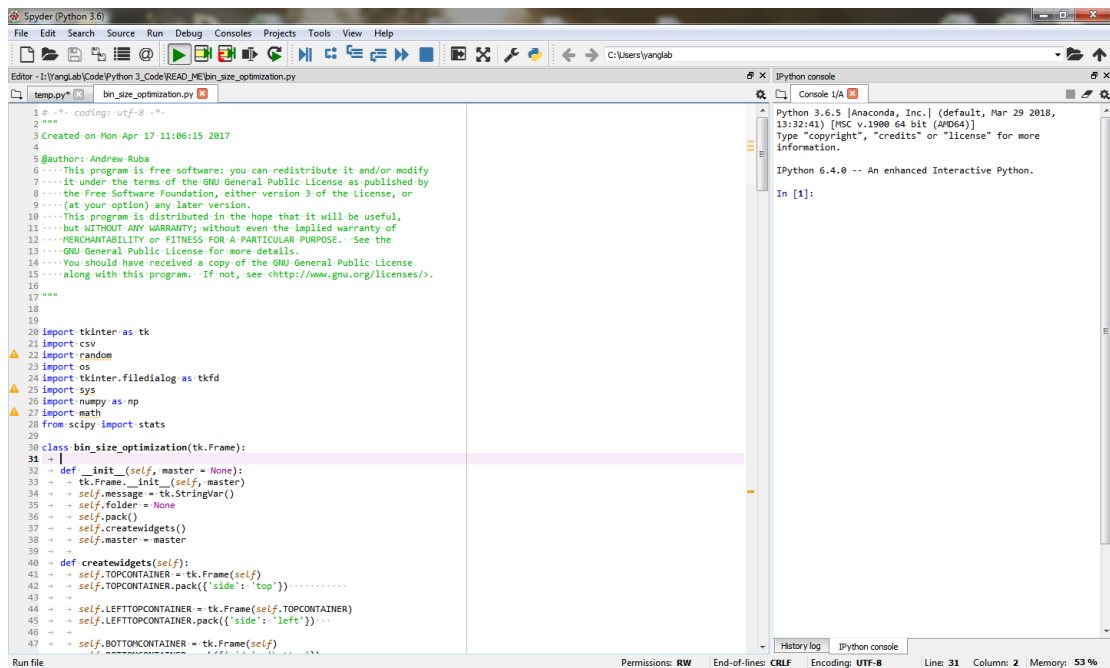 Spyder (Python 3.6)
File Edit Search Source Run Debug Consoles Projects Tools View Help
C:\Users\yanglab
Editor - I:\YangLab\Code\Python 3_Code\READ_ME\bin_size_optimization.py
temp.py* bin_size_optimization.py
1 # -*- coding: utf-8 -*-
2 """
3 Created on Mon Apr 17 11:06:15 2017
4
5 @author: Andrew Ruba
6 ····This program is free software: you can redistribute it and/or modify
7 ····it under the terms of the GNU General Public License as published by
8 ····the Free Software Foundation, either version 3 of the License, or
9 ····(at your option) any later version.
10 ····This program is distributed in the hope that it will be useful,
11 ····but WITHOUT ANY WARRANTY; without even the implied warranty of
12 ····MERCHANTABILITY or FITNESS FOR A PARTICULAR PURPOSE. See the
13 ····GNU General Public License for more details.
14 ····You should have received a copy of the GNU General Public License
15 ····along with this program. If not, see <http://www.gnu.org/licenses/>.
16
17 """
18
19
20 import tkinter as tk
21 import csv
22 import random
23 import os
24 import tkinter.filedialog as tkfd
25 import sys
26 import numpy as np
27 import math
28 from scipy import stats
29
30 class bin_size_optimization(tk.Frame):
31
32 def __init__(self, master = None):
33 tk.Frame.__init__(self, master)
34 self.message = tk.StringVar()
35 self.folder = None
36 self.pack()
37 self.createwidgets()
38 self.master = master
39
40 def createwidgets(self):
41 self.TOPCONTAINER = tk.Frame(self)
42 self.TOPCONTAINER.pack({'side': 'top'})
43
44 self.LEFTTOPCONTAINER = tk.Frame(self.TOPCONTAINER)
45 self.LEFTTOPCONTAINER.pack({'side': 'left'})
46
47 self.BOTTOMCONTAINER = tk.Frame(self)
IPython console
Console 1/A
Python 3.6.5 |Anaconda, Inc.| (default, Mar 29 2018,
13:32:41) [MSC v.1900 64 bit (AMD64)]
Type "copyright", "credits" or "license" for more
information.
IPython 6.4.0 -- An enhanced Interactive Python.
In [1]:
History log IPython console
Run file Permissions: RW End-of-lines: CRLF Encoding: UTF-8 Line: 31 Column: 2 Memory: 53 %